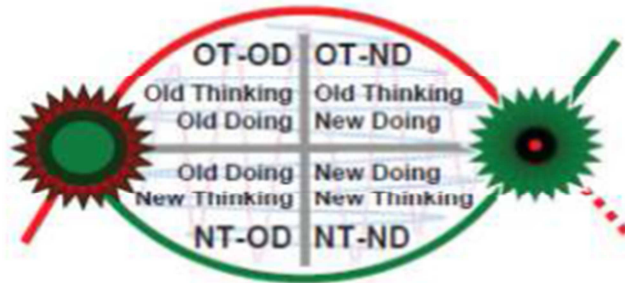 OT-OD OT-ND
Old Thinking Old Thinking
Old Doing New Doing
Old Doing New Doing
New Thinking New Thinking
NT-OD NT-ND